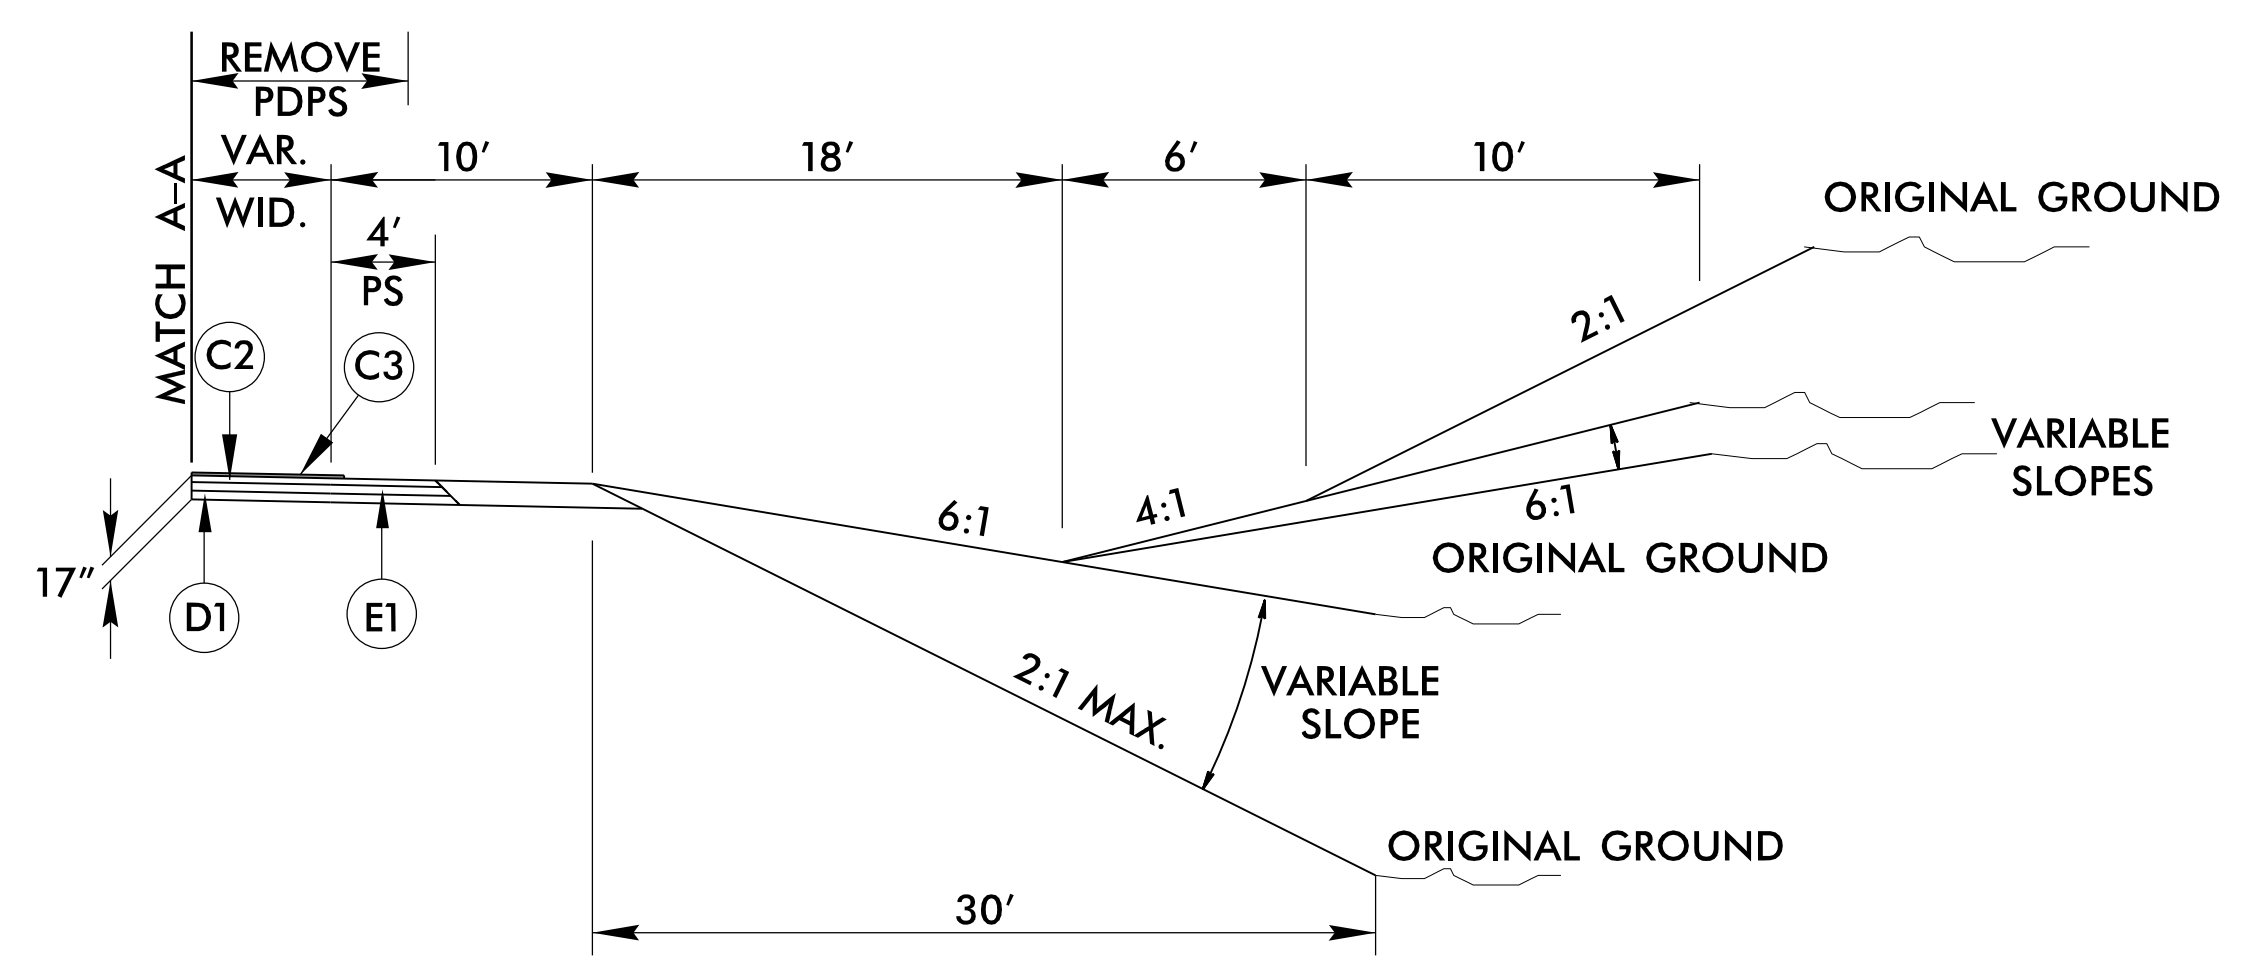 REMOVE
PDPS
VAR.
WID.
10′
18′
6′
10′
4′
PS
MATCH A–A
ORIGINAL GROUND
2:1
C2
C3
VARIABLE
SLOPES
6:1
4:1
6:1
ORIGINAL GROUND
17″
D1
E1
2:1 MAX.
VARIABLE
SLOPE
ORIGINAL GROUND
30′